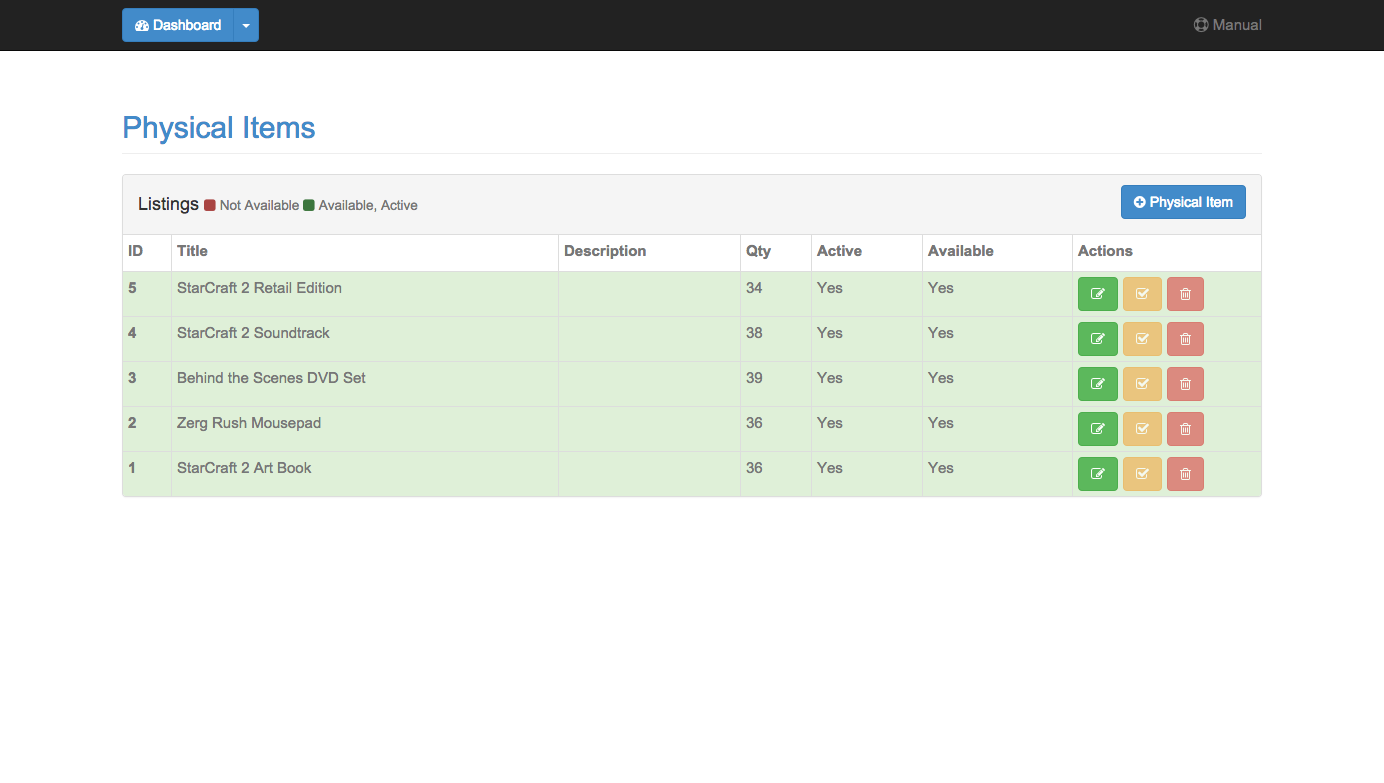 Dashboard Manual
Physical Items
Listings Not Available Available, Active Physical Item
ID Title Description Qty Active Available Actions
5 StarCraft 2 Retail Edition 34 Yes Yes
4 StarCraft 2 Soundtrack 38 Yes Yes
3 Behind the Scenes DVD Set 39 Yes Yes
2 Zerg Rush Mousepad 36 Yes Yes
1 StarCraft 2 Art Book 36 Yes Yes